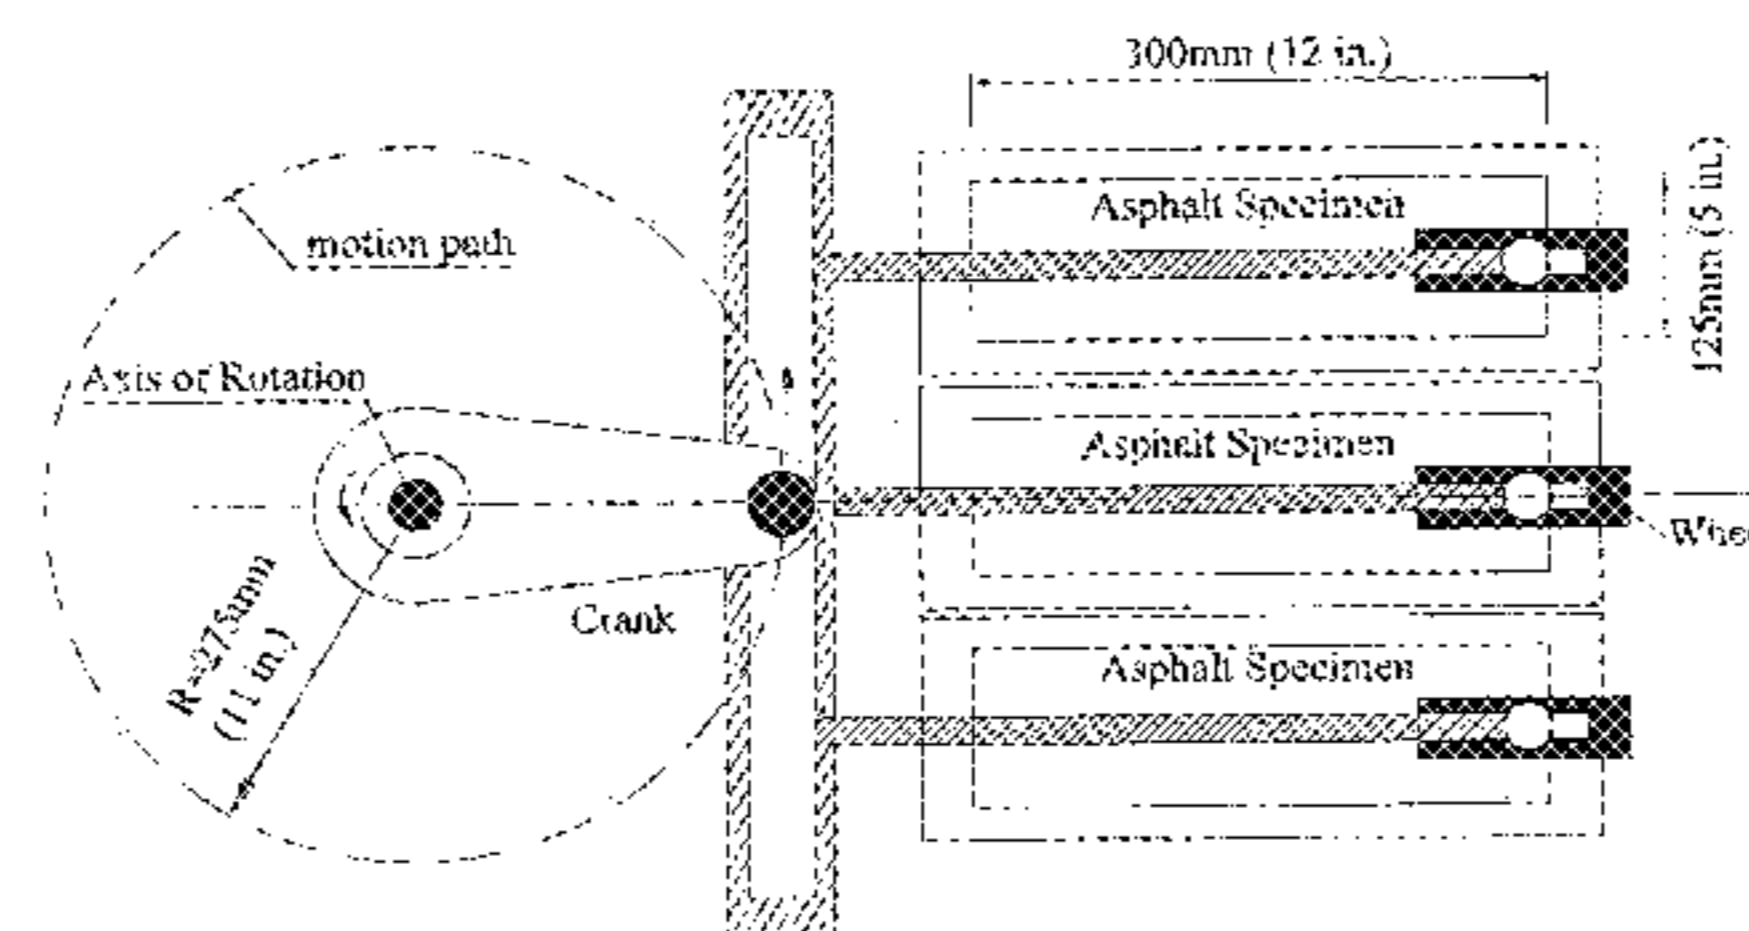 300mm (12 in.)
125mm (5 in.)
Asphalt Specimen
motion path
Axis of Rotation
Asphalt Specimen
R=275mm
(11 in.)
Crank
Asphalt Specimen